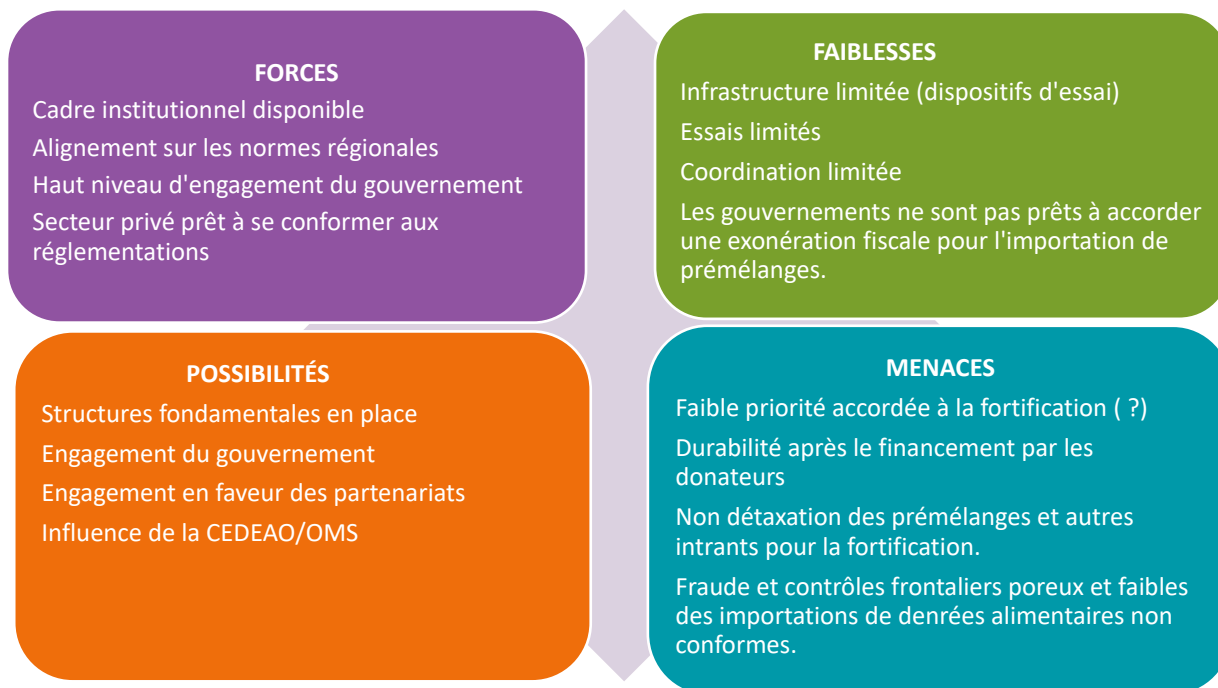 FORCES
Cadre institutionnel disponible
Alignement sur les normes régionales
Haut niveau d'engagement du gouvernement
Secteur privé prêt à se conformer aux
réglementations
FAIBLESSES
Infrastructure limitée (dispositifs d'essai)
Essais limités
Coordination limitée
Les gouvernements ne sont pas prêts à accorder
une exonération fiscale pour l'importation de
prémélanges.
POSSIBILITÉS
Structures fondamentales en place
Engagement du gouvernement
Engagement en faveur des partenariats
Influence de la CEDEAO/OMS
MENACES
Faible priorité accordée à la fortification ( ?)
Durabilité après le financement par les
donateurs
Non détaxation des prémélanges et autres
intrants pour la fortification.
Fraude et contrôles frontaliers poreux et faibles
des importations de denrées alimentaires non
conformes.